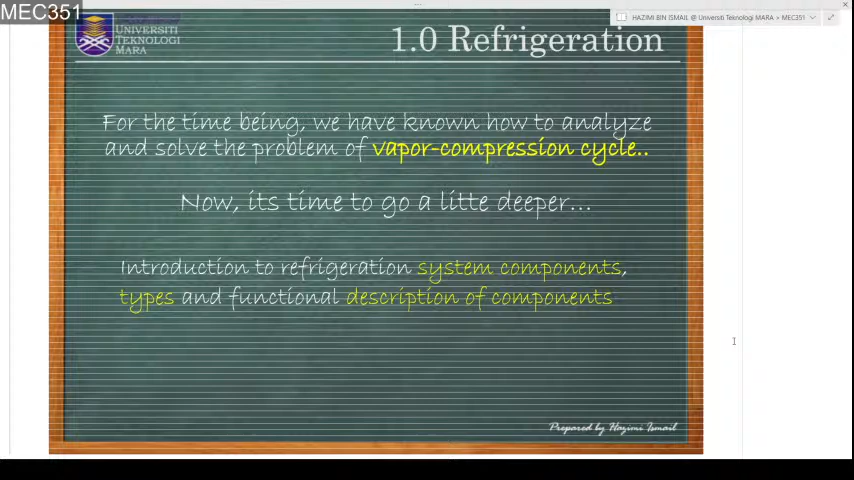 MEC351
HAZIMI BIN ISMAIL @ Universiti Teknologi MARA > MEC351
UNIVERSITI
TEKNOLOGI
MARA
1.0 Refrigeration
For the time being, we have known how to analyze
and solve the problem of vapor-compression cycle..
Now, its time to go a litte deeper...
Introduction to refrigeration system components,
types and functional description of components
Prepared by Hazimi Ismail